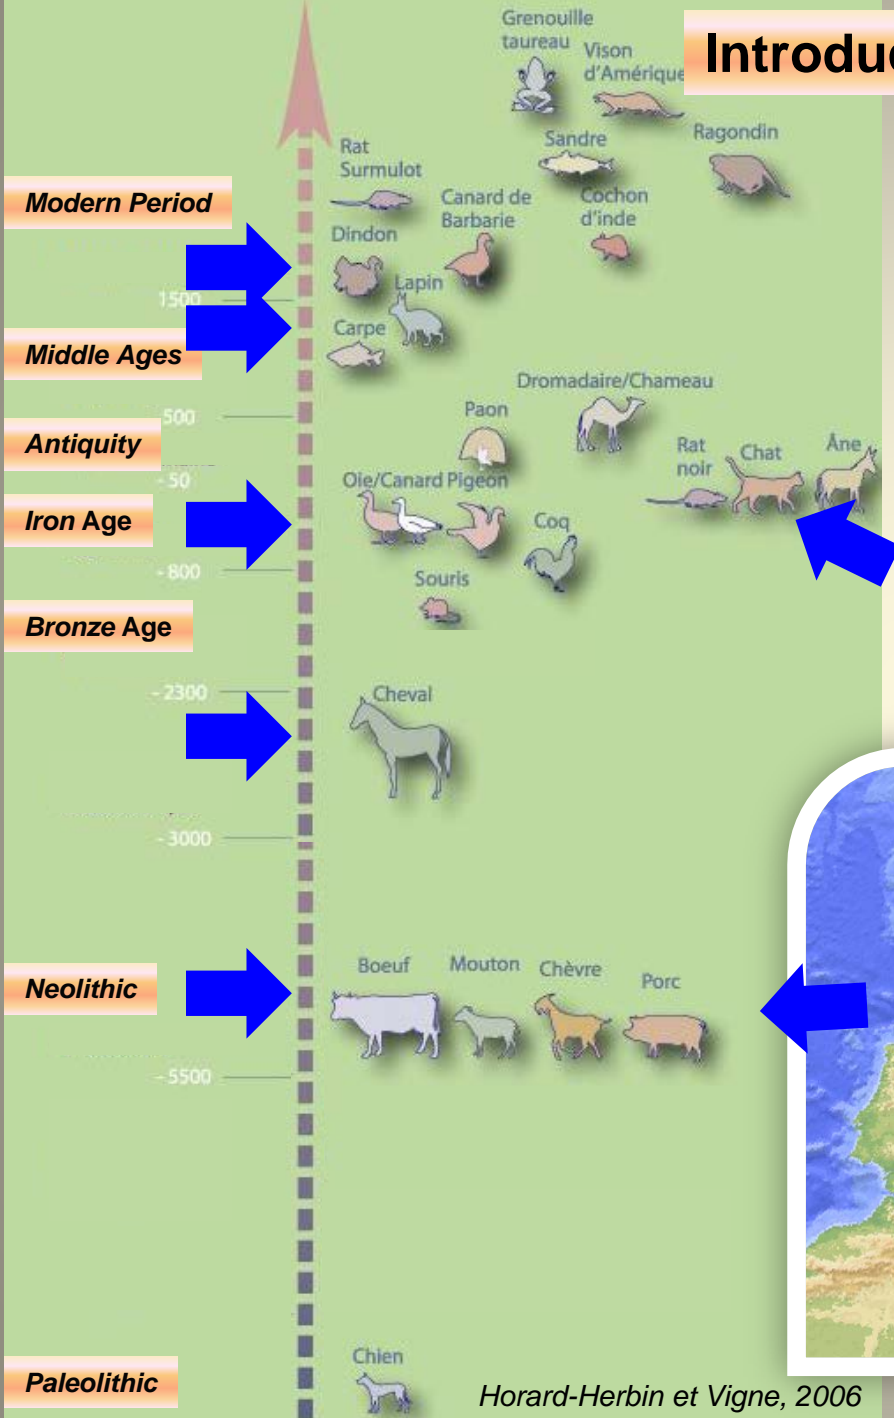 Grenouille
taureau
Vison
d'Amérique
Rat
Surmulot
Sandre
Ragondin
Modern Period
Canard de
Barbarie
Cochon
d'inde
Dindon
Lapin
1500
Carpe
Middle Ages
Dromadaire/Chameau
500
Paon
Antiquity
Rat
noir
Chat
Âne
- 50
Oie/Canard Pigeon
Iron Age
Coq
- 800
Souris
Bronze Age
- 2300
Cheval
- 3000
Neolithic
Boeuf
Mouton
Chèvre
Porc
- 5500
Paleolithic
Chien
Horard-Herbin et Vigne, 2006